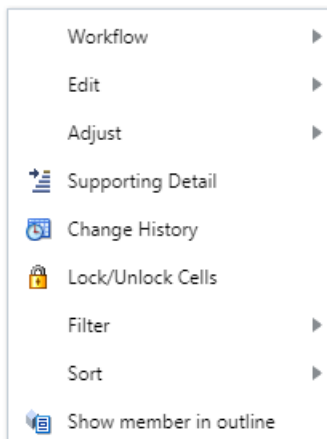 Workflow
Edit
Adjust
Supporting Detail
Change History
Lock/Unlock Cells
Filter
Sort
Show member in outline